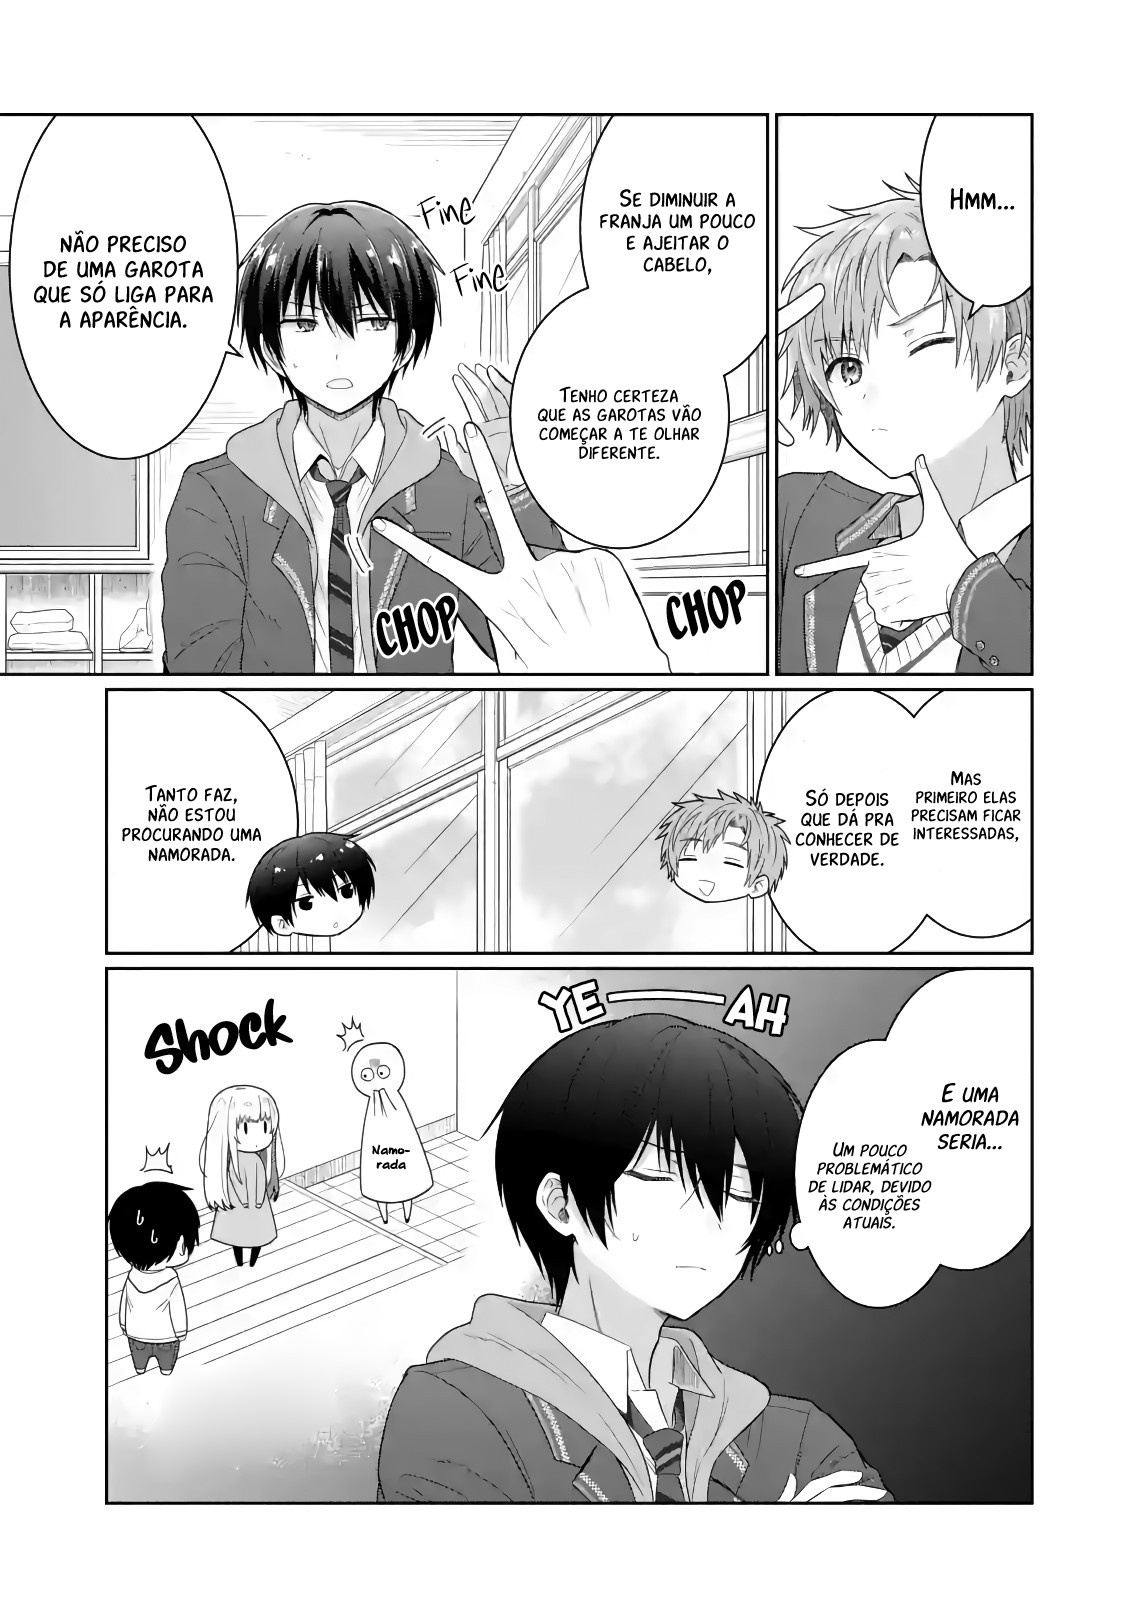 HMM...
SE DIMINUIR A
FRANJA UM POUCO
E AJEITAR O
CABELO,
TENHO CERTEZA
QUE AS GAROTAS VÃO
COMEÇAR A TE OLHAR
DIFERENTE.
Fine
Fine
CHOP
CHOP
NÃO PRECISO
DE UMA GAROTA
QUE SÓ LIGA PARA
A APARÊNCIA.
MAS
PRIMEIRO ELAS
PRECISAM FICAR
INTERESSADAS,
SÓ DEPOIS
QUE DÁ PRA
CONHECER DE
VERDADE.
TANTO FAZ,
NÃO ESTOU
PROCURANDO UMA
NAMORADA.
E UMA
NAMORADA
SERIA...
UM POUCO
PROBLEMÁTICO
DE LIDAR, DEVIDO
ÀS CONDIÇÕES
ATUAIS.
YE — AH
Shock
Namo-
rada